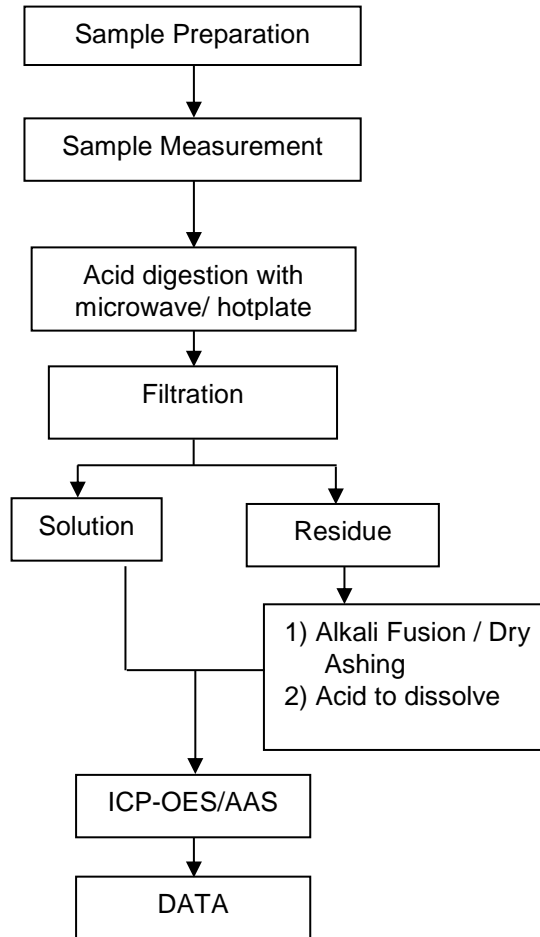 Sample Preparation
Sample Measurement
Acid digestion with
microwave/ hotplate
Filtration
Solution
Residue
1) Alkali Fusion / Dry
Ashing
2) Acid to dissolve
ICP-OES/AAS
DATA